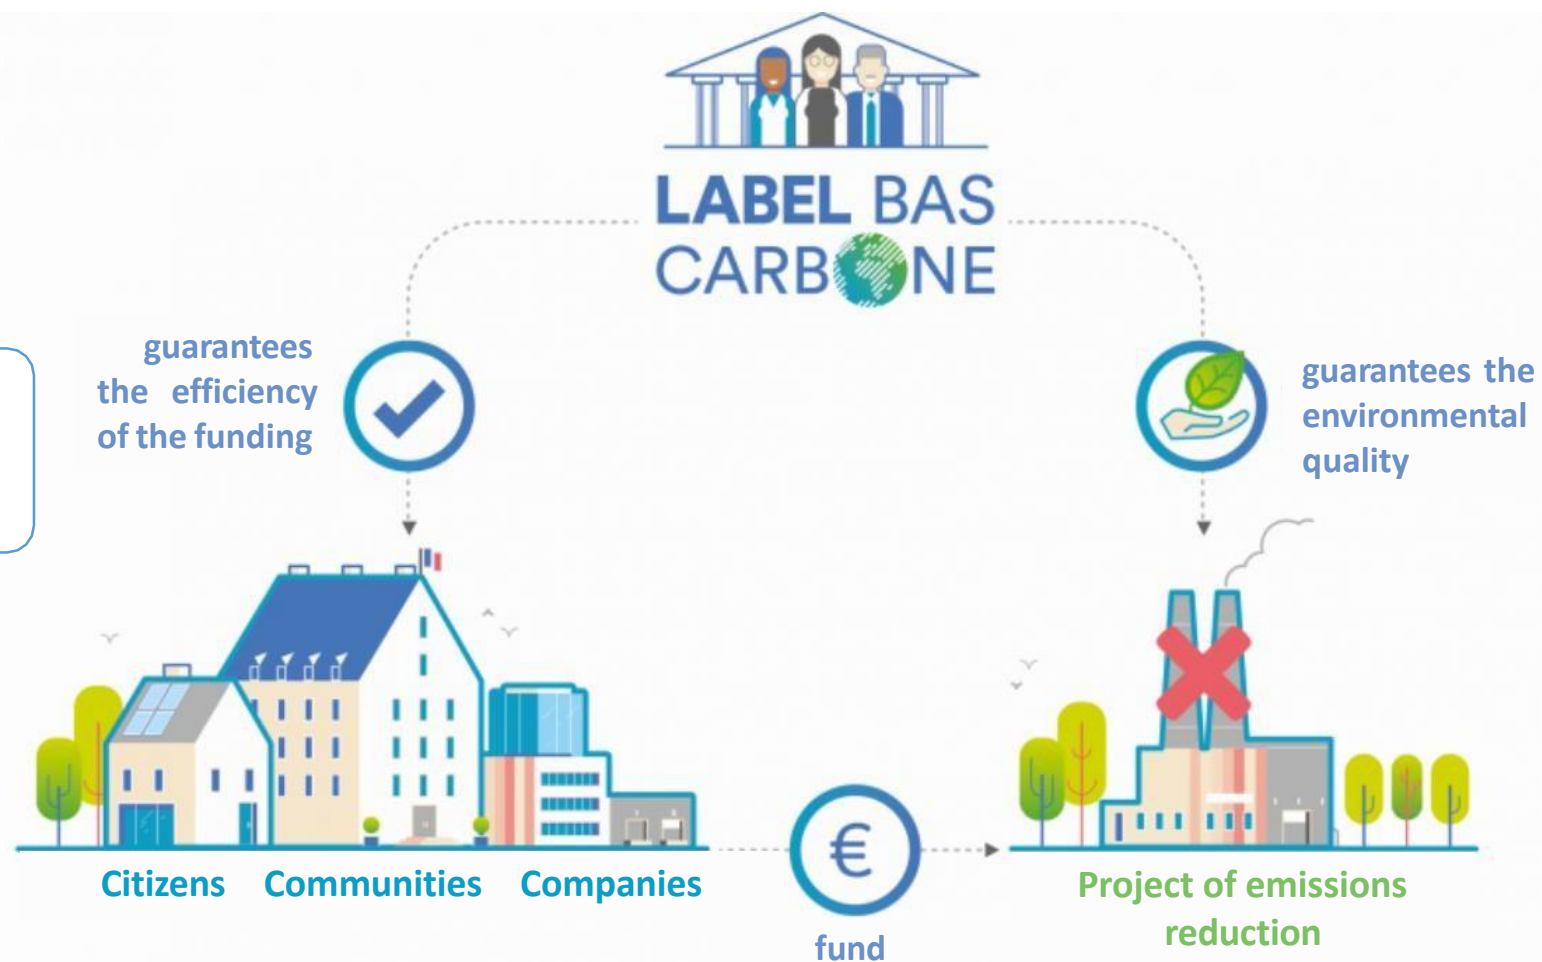 LABEL BAS
CARBONE
guarantees
the efficiency
of the funding
guarantees the
environmental
quality
€
Citizens Communities Companies
fund
Project of emissions
reduction